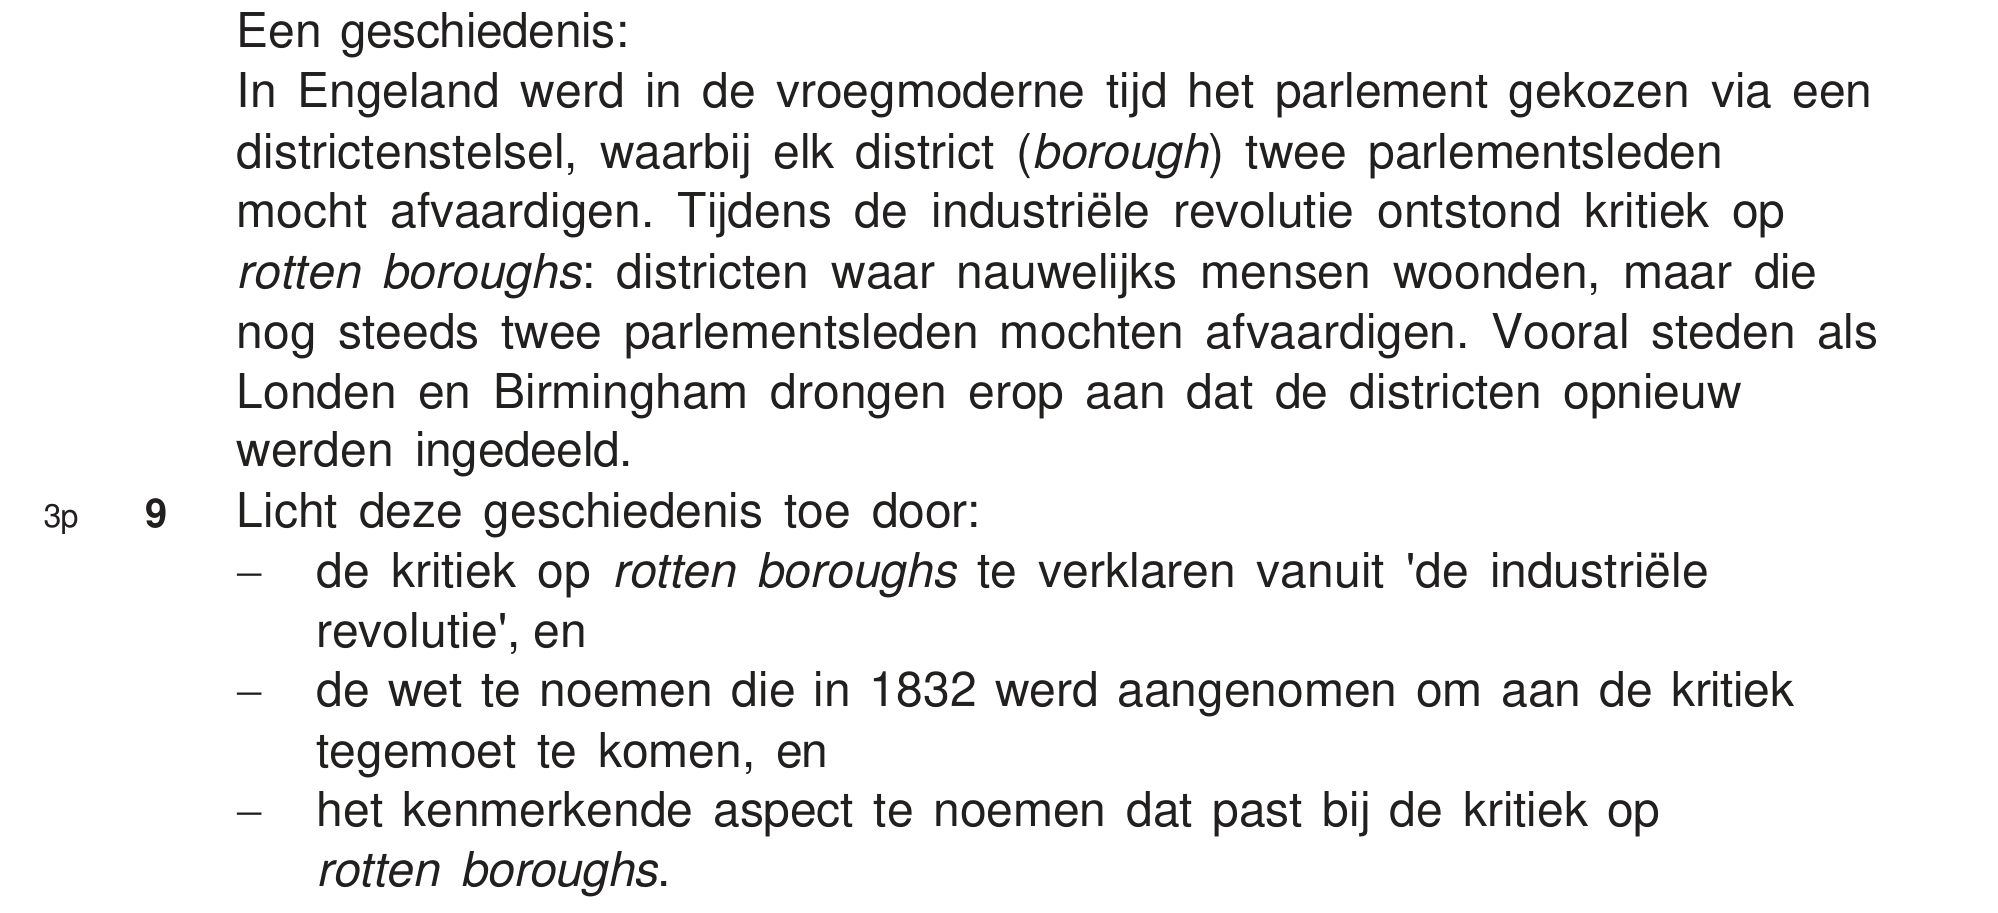 Een geschiedenis:
In Engeland werd in de vroegmoderne tijd het parlement gekozen via een
districtenstelsel, waarbij elk district (borough) twee parlementsleden
mocht afvaardigen. Tijdens de industriële revolutie ontstond kritiek op
rotten boroughs: districten waar nauwelijks mensen woonden, maar die
nog steeds twee parlementsleden mochten afvaardigen. Vooral steden als
Londen en Birmingham drongen erop aan dat de districten opnieuw
werden ingedeeld.
3p 9 Licht deze geschiedenis toe door:
– de kritiek op rotten boroughs te verklaren vanuit 'de industriële
revolutie', en
– de wet te noemen die in 1832 werd aangenomen om aan de kritiek
tegemoet te komen, en
– het kenmerkende aspect te noemen dat past bij de kritiek op
rotten boroughs.